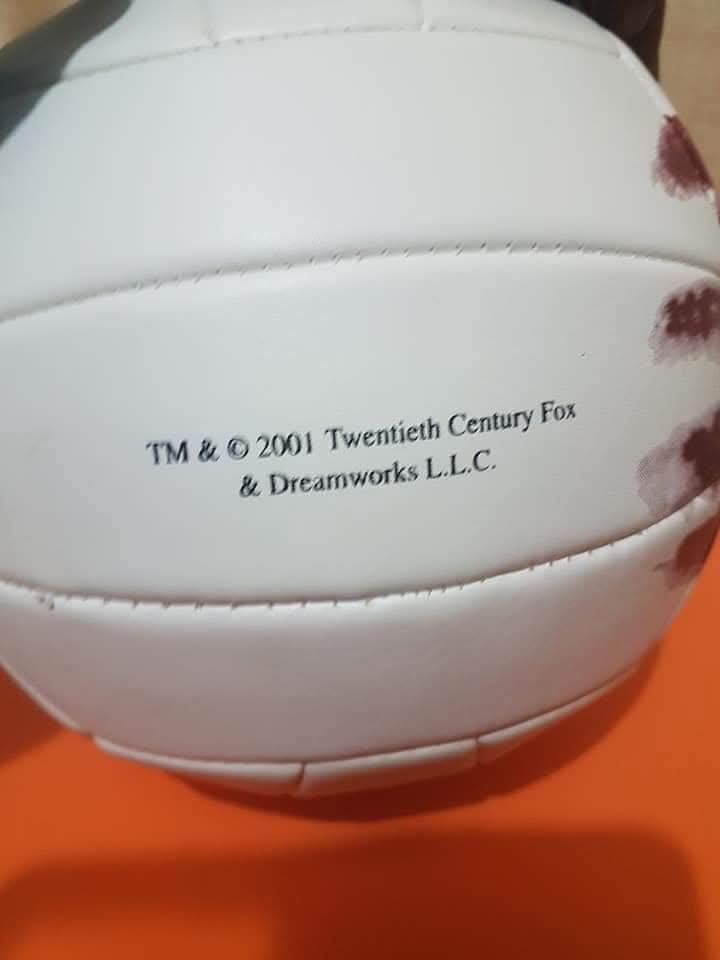 TM & © 2001 Twentieth Century Fox
& Dreamworks L.L.C.